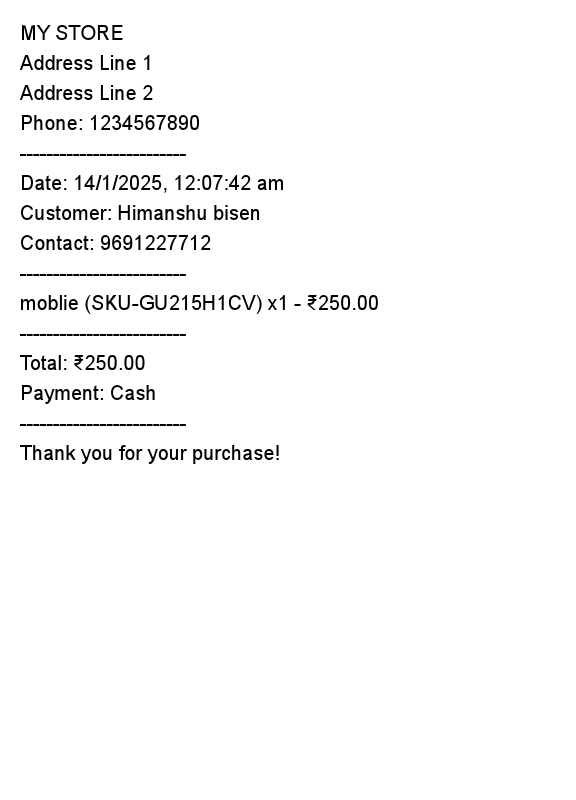 MY STORE
Address Line 1
Address Line 2
Phone: 1234567890
-------------------------
Date: 14/1/2025, 12:07:42 am
Customer: Himanshu bisen
Contact: 9691227712
-------------------------
moblie (SKU-GU215H1CV) x1 - ₹250.00
-------------------------
Total: ₹250.00
Payment: Cash
-------------------------
Thank you for your purchase!